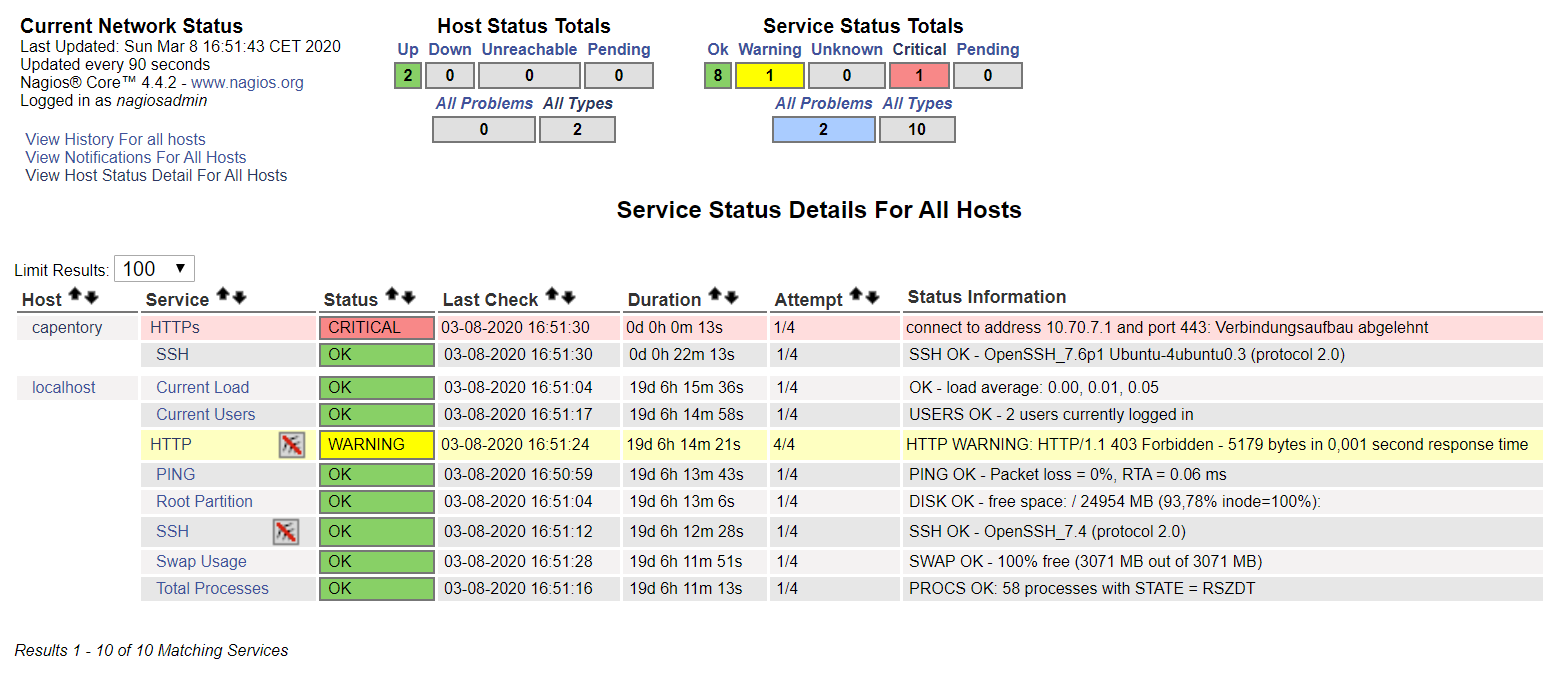 Current Network Status
Last Updated: Sun Mar 8 16:51:43 CET 2020
Updated every 90 seconds
Nagios® Core™ 4.4.2 - www.nagios.org
Logged in as nagiosadmin
View History For all hosts
View Notifications For All Hosts
View Host Status Detail For All Hosts
Host Status Totals
Up Down Unreachable Pending
2 0 0 0
All Problems All Types
0 2
Service Status Totals
Ok Warning Unknown Critical Pending
8 1 0 1 0
All Problems All Types
2 10
Service Status Details For All Hosts
Limit Results: 100
Host Service Status Last Check Duration Attempt Status Information
capentory HTTPs CRITICAL 03-08-2020 16:51:30 0d 0h 0m 13s 1/4 connect to address 10.70.7.1 and port 443: Verbindungsaufbau abgelehnt
SSH OK 03-08-2020 16:51:30 0d 0h 22m 13s 1/4 SSH OK - OpenSSH_7.6p1 Ubuntu-4ubuntu0.3 (protocol 2.0)
localhost Current Load OK 03-08-2020 16:51:04 19d 6h 15m 36s 1/4 OK - load average: 0.00, 0.01, 0.05
Current Users OK 03-08-2020 16:51:17 19d 6h 14m 58s 1/4 USERS OK - 2 users currently logged in
HTTP WARNING 03-08-2020 16:51:24 19d 6h 14m 21s 4/4 HTTP WARNING: HTTP/1.1 403 Forbidden - 5179 bytes in 0,001 second response time
PING OK 03-08-2020 16:50:59 19d 6h 13m 43s 1/4 PING OK - Packet loss = 0%, RTA = 0.06 ms
Root Partition OK 03-08-2020 16:51:04 19d 6h 13m 6s 1/4 DISK OK - free space: / 24954 MB (93,78% inode=100%):
SSH OK 03-08-2020 16:51:12 19d 6h 12m 28s 1/4 SSH OK - OpenSSH_7.4 (protocol 2.0)
Swap Usage OK 03-08-2020 16:51:28 19d 6h 11m 51s 1/4 SWAP OK - 100% free (3071 MB out of 3071 MB)
Total Processes OK 03-08-2020 16:51:16 19d 6h 11m 13s 1/4 PROCS OK: 58 processes with STATE = RSZDT
Results 1 - 10 of 10 Matching Services